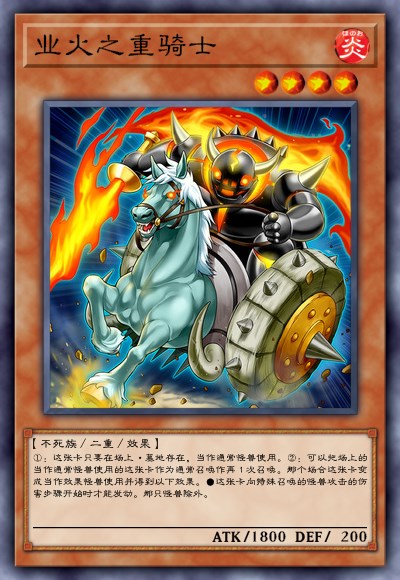 业火之重骑士
ほのお
炎
【不死族／二重／效果】
①：这张卡只要在场上·墓地存在，当作通常怪兽使用。②：可以把场上的
当作通常怪兽使用的这张卡作为通常召唤作再1次召唤。那个场合这张卡变
成当作效果怪兽使用并得到以下效果。●这张卡向特殊召唤的怪兽攻击的伤
害步骤开始时才能发动。那只怪兽除外。
ATK/1800 DEF/ 200